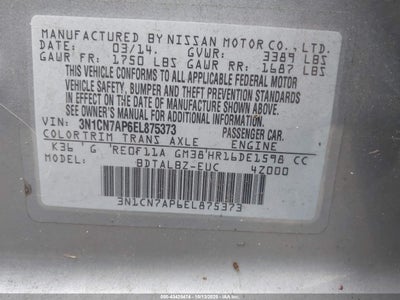 MANUFACTURED BY NISSAN MOTOR CO., LTD.
DATE: 03/14. GVWR: 3389 LBS
GAWR FR: 1750 LBS GAWR RR: 1687 LBS
THIS VEHICLE CONFORMS TO ALL APPLICABLE FEDERAL MOTOR
VEHICLE SAFETY, BUMPER AND THEFT PREVENTION STANDARDS
IN EFFECT ON THE DATE OF MANUFACTURE SHOWN ABOVE.
SEE OWNER'S MANUAL FOR ADDITIONAL INFORMATION.
VIN: 3N1CN7AP6EL875373 PASSENGER CAR.
COLOR TRIM TRANS AXLE ENGINE
K36 G RE0F11A GM38 HR16DE 1598 CC
MODEL: BDTALBZ-EUC 4Z000
3N1CN7AP6EL875373